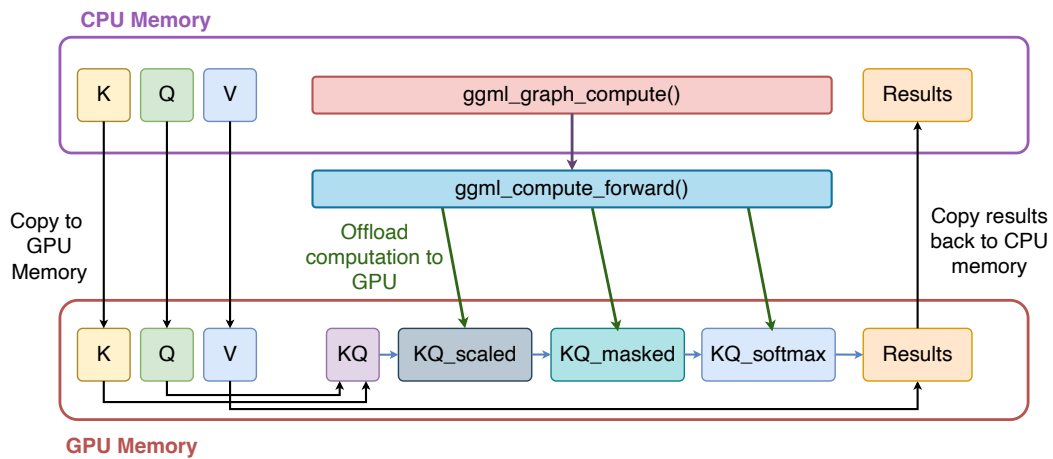 CPU Memory
K
Q
V
ggml_graph_compute()
Results
ggml_compute_forward()
Copy to
GPU
Memory
Offload
computation to
GPU
Copy results
back to CPU
memory
K
Q
V
KQ
KQ_scaled
KQ_masked
KQ_softmax
Results
GPU Memory